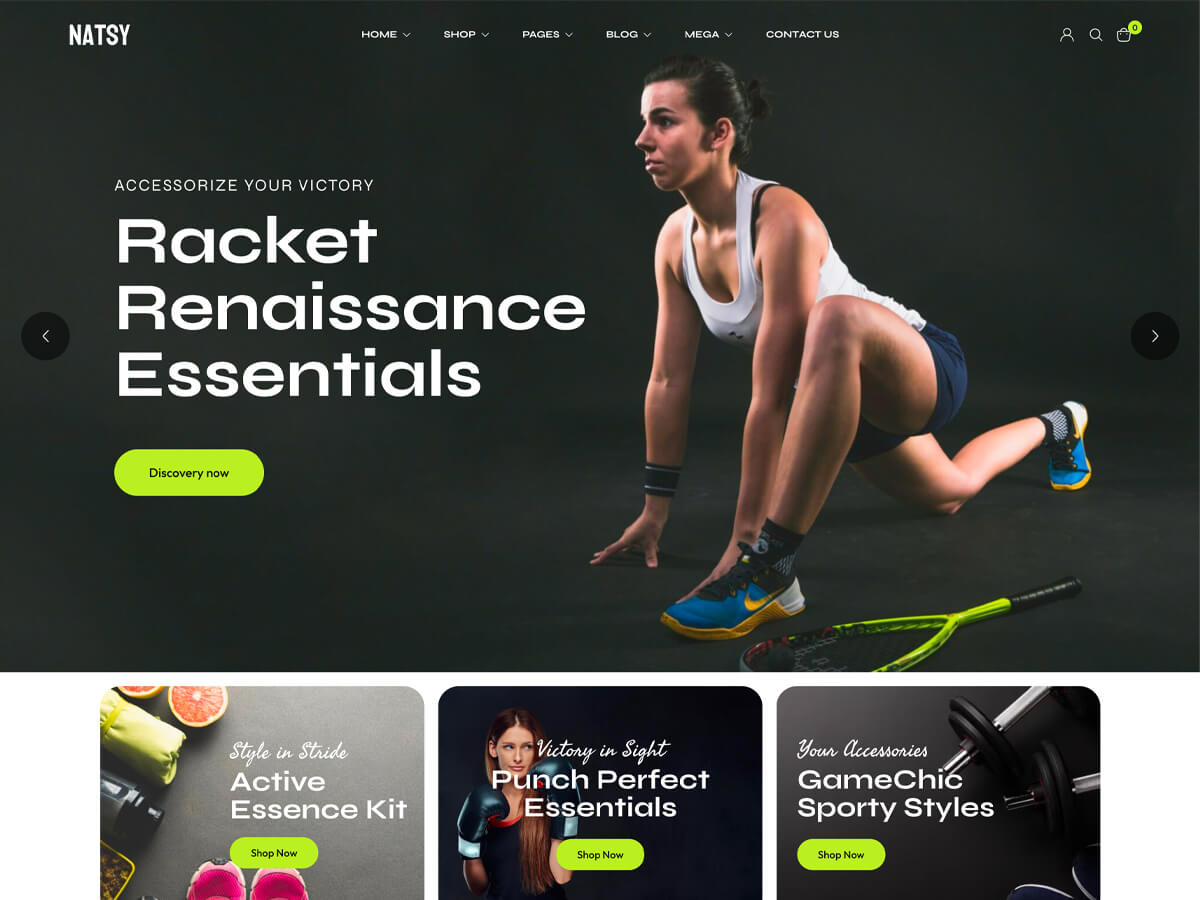 NATSY
HOME
SHOP
PAGES
BLOG
MEGA
CONTACT US
0
ACCESSORIZE YOUR VICTORY
Racket
Renaissance
Essentials
Discovery now
Style in Stride
Active
Essence Kit
Shop Now
Victory in Sight
Punch Perfect
Essentials
Shop Now
Your Accessories
GameChic
Sporty Styles
Shop Now